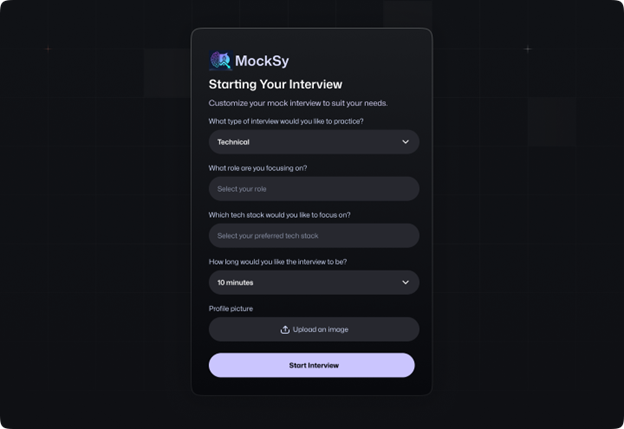 MockSy
Starting Your Interview
Customize your mock interview to suit your needs.
What type of interview would you like to practice?
Technical
What role are you focusing on?
Select your role
Which tech stack would you like to focus on?
Select your preferred tech stack
How long would you like the interview to be?
10 minutes
Profile picture
Upload an image
Start Interview